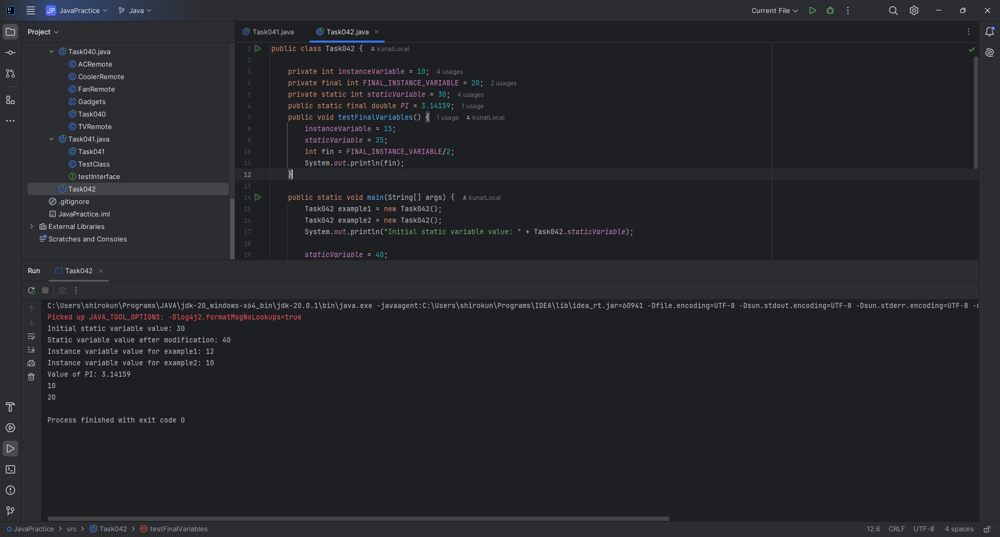 JP JavaPractice Java Current File
Project
Task041.java Task042.java
Task040.java
ACRemote
CoolerRemote
FanRemote
Gadgets
Task040
TVRemote
Task041.java
Task041
TestClass
testInterface
Task042
.gitignore
JavaPractice.iml
External Libraries
Scratches and Consoles
1 public class Task042 { kunalLocal
2
3 private int instanceVariable = 10; 4 usages
4 private final int FINAL_INSTANCE_VARIABLE = 20; 2 usages
5 private static int staticVariable = 30; 4 usages
6 public static final double PI = 3.14159; 1 usage
7 public void testFinalVariables() { 1 usage kunalLocal
8 instanceVariable = 15;
9 staticVariable = 35;
10 int fin = FINAL_INSTANCE_VARIABLE/2;
11 System.out.println(fin);
12 }
13
14 public static void main(String[] args) { kunalLocal
15 Task042 example1 = new Task042();
16 Task042 example2 = new Task042();
17 System.out.println("Initial static variable value: " + Task042.staticVariable);
18
19 staticVariable = 40;
Run Task042
C:\Users\shirokun\Programs\JAVA\jdk-20_windows-x64_bin\jdk-20.0.1\bin\java.exe -javaagent:C:\Users\shirokun\Programs\IDEA\lib\idea_rt.jar=60941 -Dfile.encoding=UTF-8 -Dsun.stdout.encoding=UTF-8 -Dsun.stderr.encoding=UTF-8 -c
Picked up JAVA_TOOL_OPTIONS: -Dlog4j2.formatMsgNoLookups=true
Initial static variable value: 30
Static variable value after modification: 40
Instance variable value for example1: 12
Instance variable value for example2: 10
Value of PI: 3.14159
10
20
Process finished with exit code 0
JavaPractice > src > Task042 > testFinalVariables 12:6 CRLF UTF-8 4 spaces